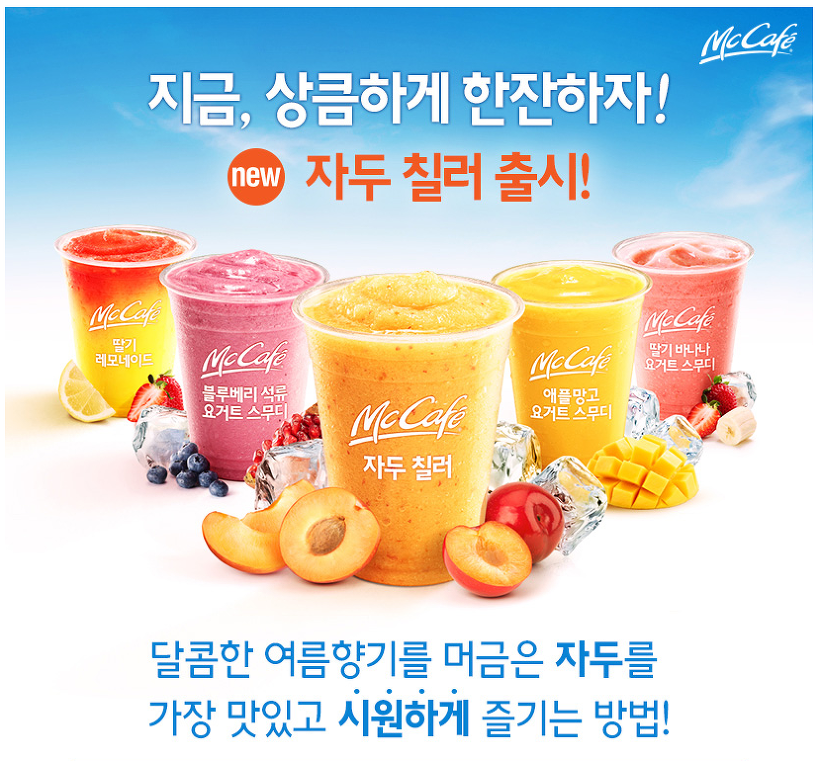 McCafé
지금, 상큼하게 한잔하자!
new 자두 칠러 출시!
McCafé
딸기
레모네이드
McCafé
블루베리 석류
요거트 스무디
McCafé
자두 칠러
McCafé
애플망고
요거트 스무디
McCafé
딸기 바나나
요거트 스무디
달콤한 여름향기를 머금은 자두를
가장 맛있고 시원하게 즐기는 방법!